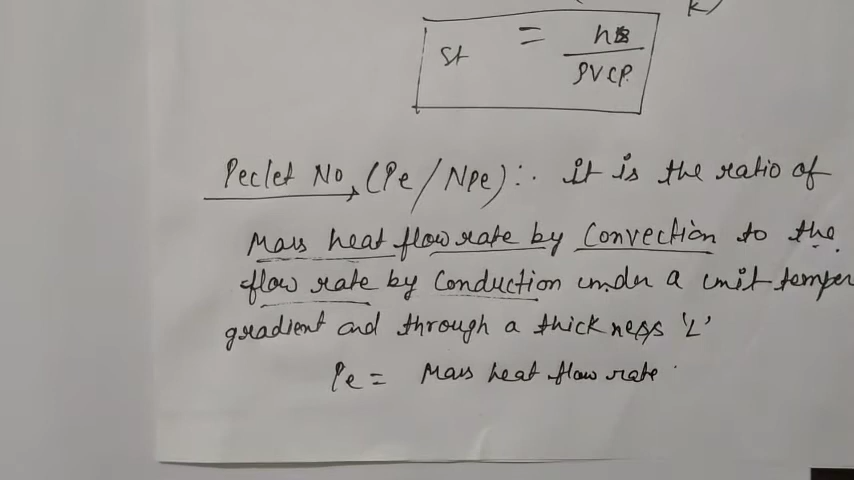 k)
St = h
ρVCP.
Peclet No, (Pe/NPe):- it is the ratio of
Mass heat flow rate by Convection to the
flow rate by Conduction under a unit temper
gradient and through a thickness 'L'
Pe = Mass heat flow rate